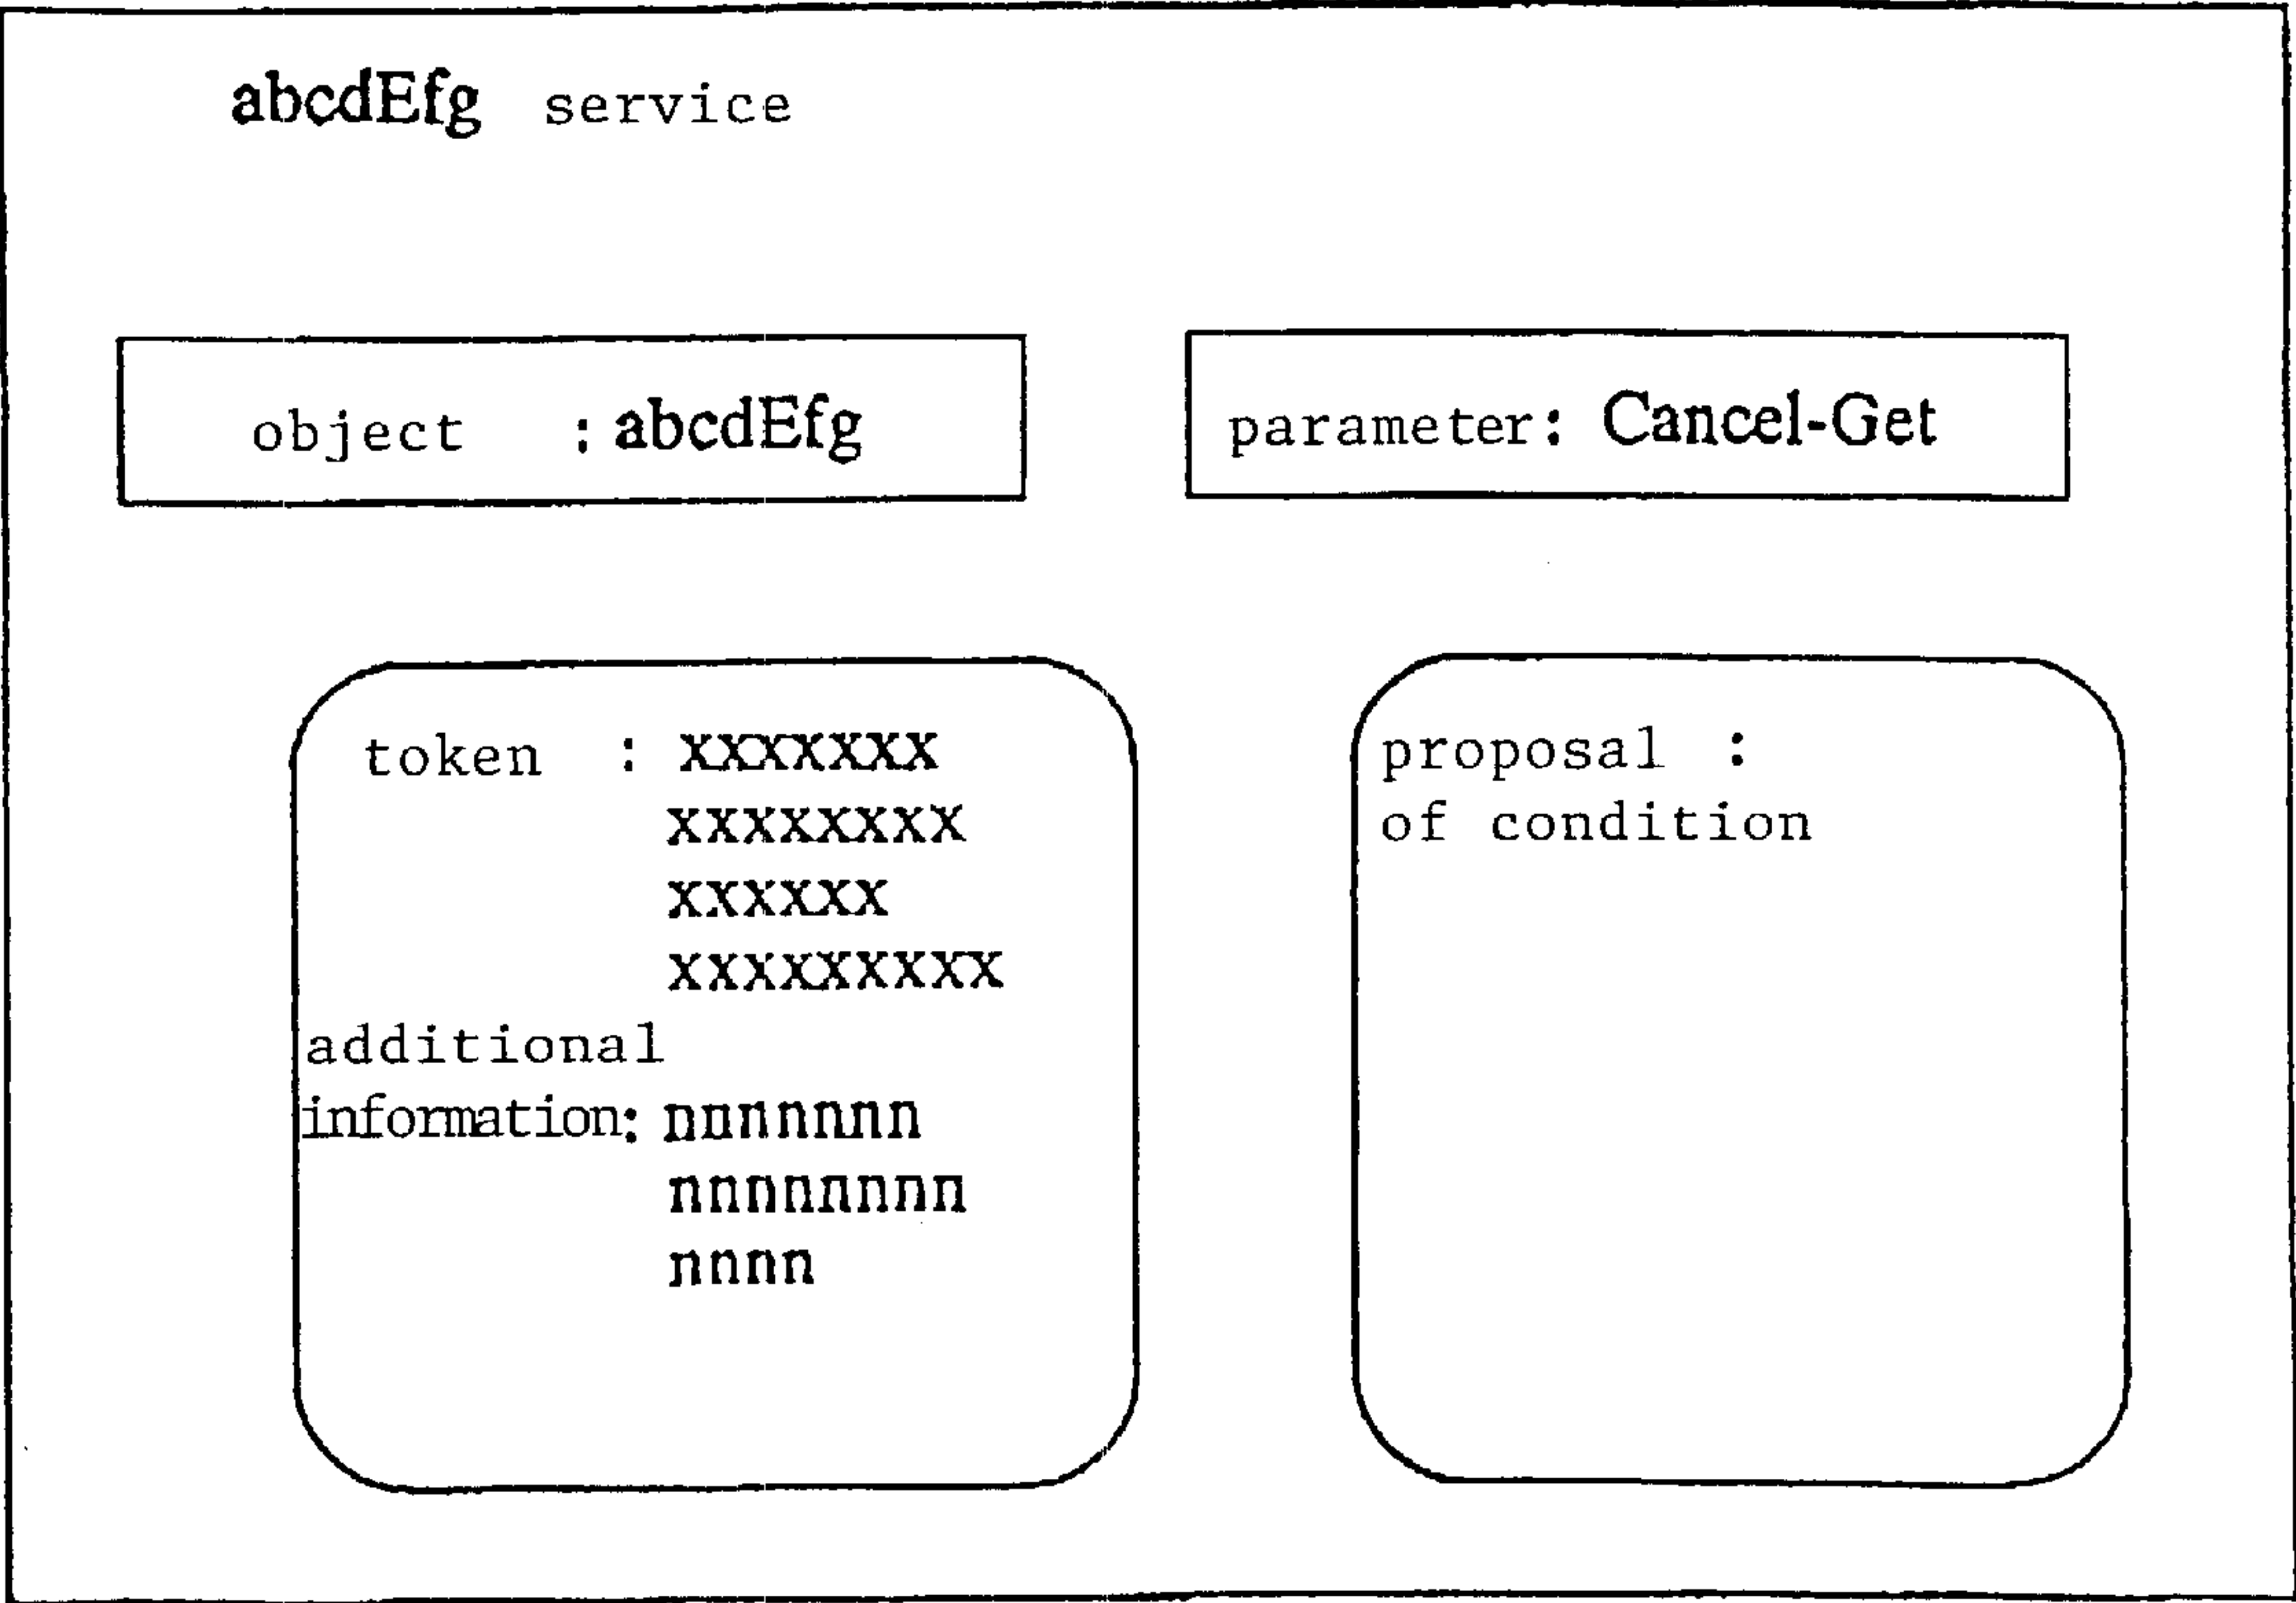 abcdEfg service
object : abcdEfg
parameter: Cancel-Get
token : xxxxxxx
xxxxxxxx
xxxxxx
xxxxxxxxx
additional
information: nnnnnnn
nnnnnnnn
nnnn
proposal :
of condition